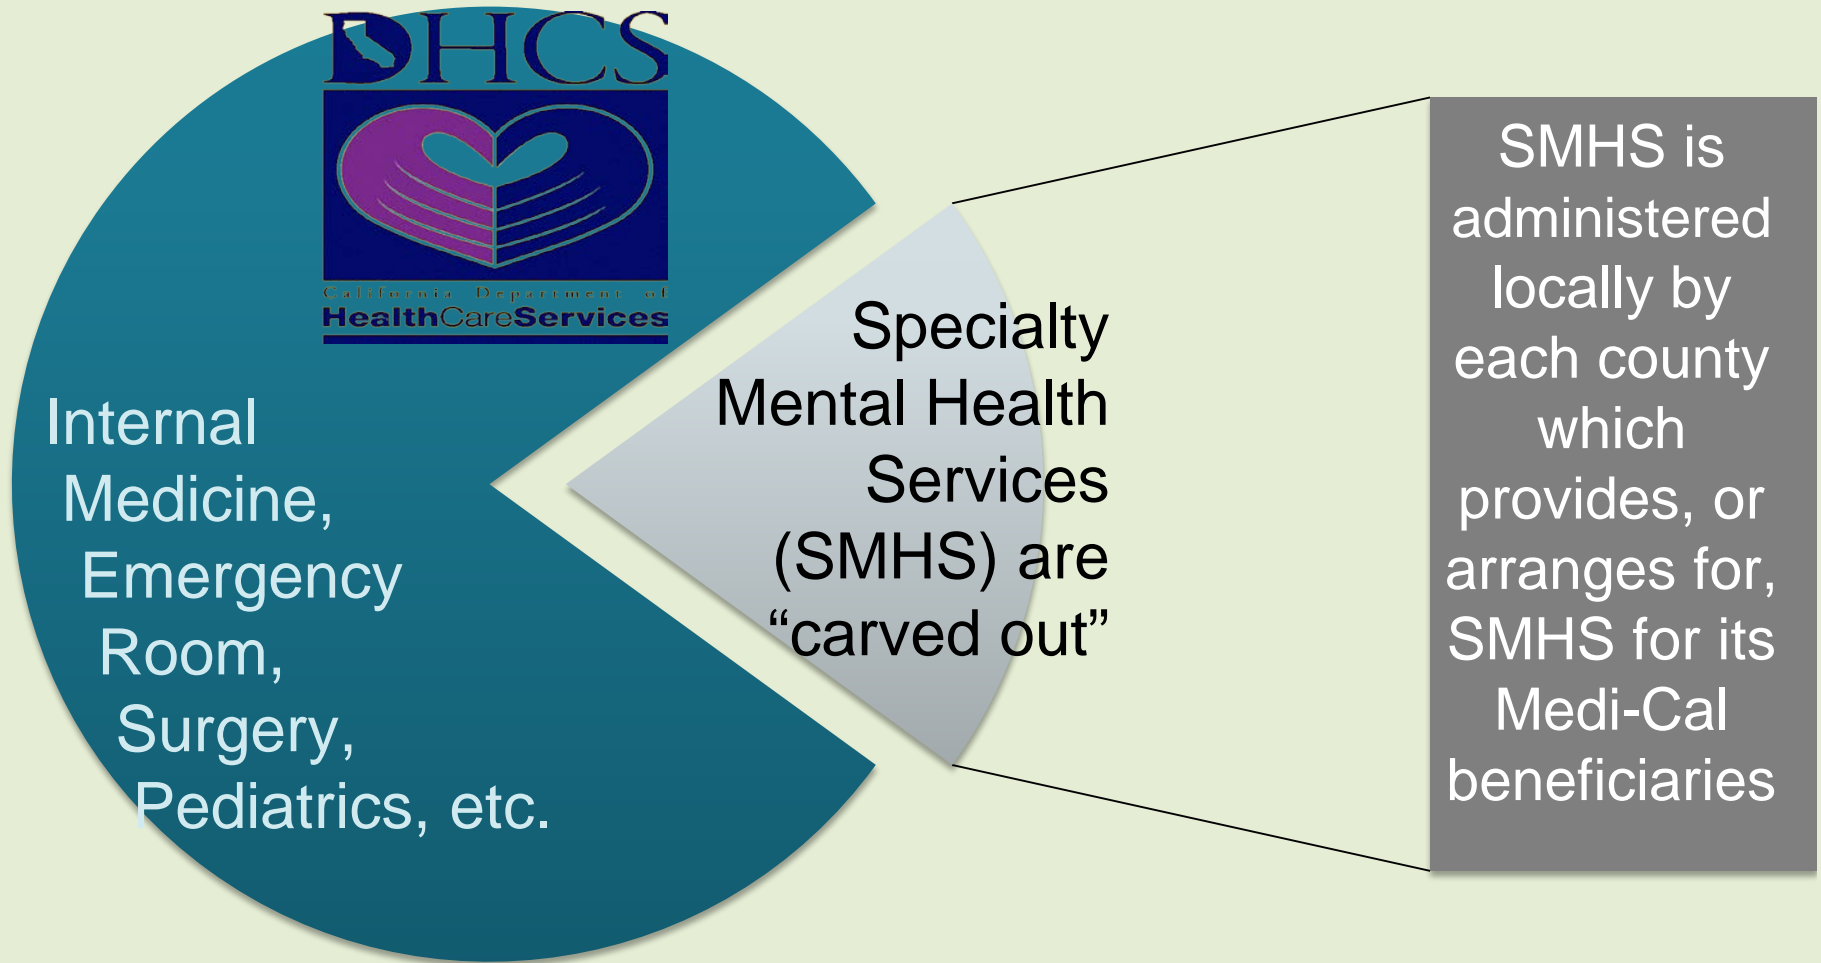 DHCS
California Department of
HealthCareServices
Internal
Medicine,
Emergency
Room,
Surgery,
Pediatrics, etc.
Specialty
Mental Health
Services
(SMHS) are
“carved out”
SMHS is
administered
locally by
each county
which
provides, or
arranges for,
SMHS for its
Medi-Cal
beneficiaries